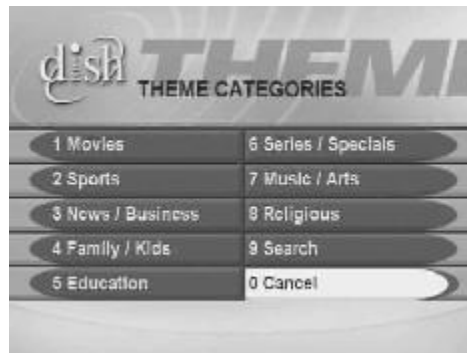 dish
THEME
THEME CATEGORIES
1 Movies
2 Sports
3 News / Business
4 Family / Kids
5 Education
6 Series / Specials
7 Music / Arts
8 Religious
9 Search
0 Cancel